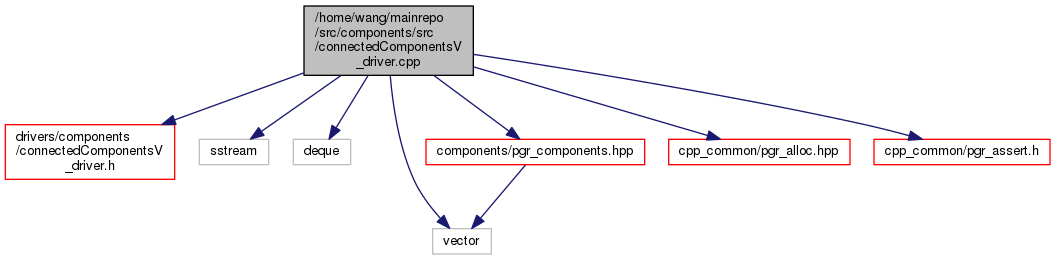 /home/wang/mainrepo
/src/components/src
/connectedComponentsV
_driver.cpp
drivers/components
/connectedComponentsV
_driver.h
sstream
deque
components/pgr_components.hpp
cpp_common/pgr_alloc.hpp
cpp_common/pgr_assert.h
vector